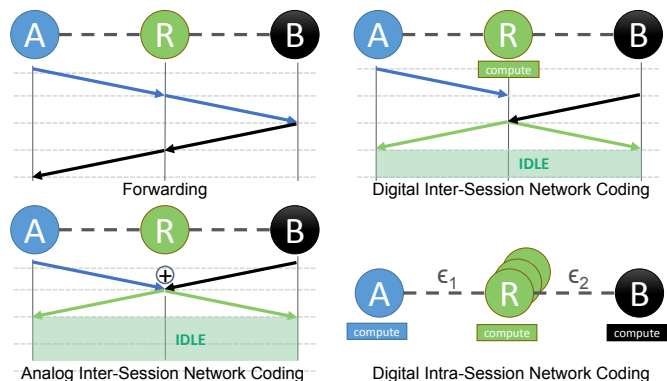 A R B
Forwarding
A R B
compute
IDLE
Digital Inter-Session Network Coding
A R B
+
IDLE
Analog Inter-Session Network Coding
A ϵ1 R ϵ2 B
compute compute compute
Digital Intra-Session Network Coding